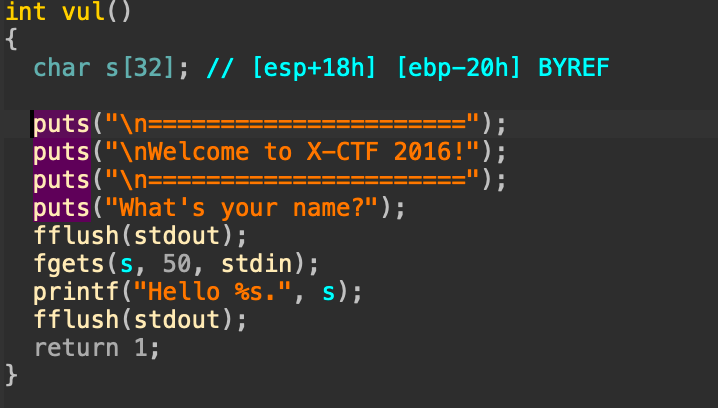 int vul()
{
char s[32]; // [esp+18h] [ebp-20h] BYREF
puts("\n======================");
puts("\nWelcome to X-CTF 2016!");
puts("\n======================");
puts("What's your name?");
fflush(stdout);
fgets(s, 50, stdin);
printf("Hello %s.", s);
fflush(stdout);
return 1;
}